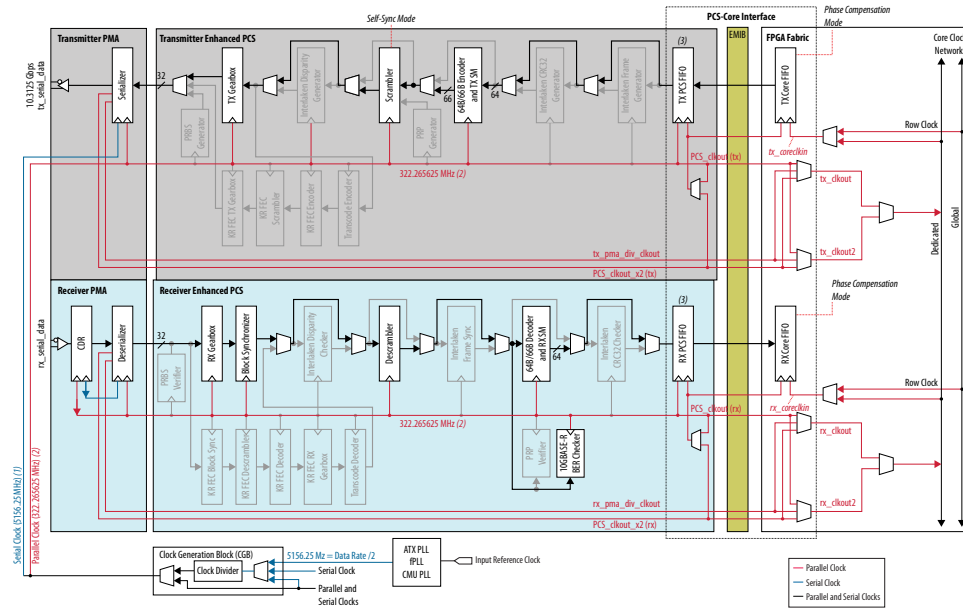 Self-Sync Mode
Phase Compensation
Mode
PCS-Core Interface
Transmitter PMA
Transmitter Enhanced PCS
EMIB
FPGA Fabric
Core Clock
Network
(3)
10.3125 Gbps
tx_serial_data
Serializer
32
TX Gearbox
Interlaken Disparity
Generator
Scrambler
66
64B/66B Encoder
and TX SM
64
Interlaken CRC32
Generator
Interlaken Frame
Generator
TX PCS FIFO
TX Core FIFO
PRBS
Generator
PRP
Generator
Row Clock
tx_coreclkin
PCS_clkout (tx)
322.265625 MHz (2)
tx_clkout
KR FEC TX Gearbox
KR FEC
Scrambler
KR FEC Encoder
Transcode Encoder
tx_pma_div_clkout
tx_clkout2
PCS_clkout_x2 (tx)
Dedicated
Global
Receiver PMA
Receiver Enhanced PCS
Phase Compensation
Mode
(3)
rx_serial_data
CDR
Deserializer
32
PRBS
Verifier
RX Gearbox
Block Synchronizer
Interlaken Disparity
Checker
Descrambler
Interlaken
Frame Sync
64B/66B Decoder
and RX SM
64
Interlaken
CRC32 Checker
RX PCS FIFO
RX Core FIFO
Row Clock
rx_coreclkin
PCS_clkout (rx)
322.265625 MHz (2)
rx_clkout
KR FEC Block Sync
KR FEC Descrambler
KR FEC Decoder
KR FEC RX
Gearbox
Transcode Decoder
PRP
Verifier
10GBASE-R
BER Checker
rx_pma_div_clkout
rx_clkout2
PCS_clkout_x2 (rx)
Serial Clock (5156.25 MHz) (1)
Parallel Clock (322.265625 MHz) (2)
Clock Generation Block (CGB)
Clock Divider
5156.25 Mz = Data Rate /2
Serial Clock
Parallel and
Serial Clocks
ATX PLL
fPLL
CMU PLL
Input Reference Clock
Parallel Clock
Serial Clock
Parallel and Serial Clocks